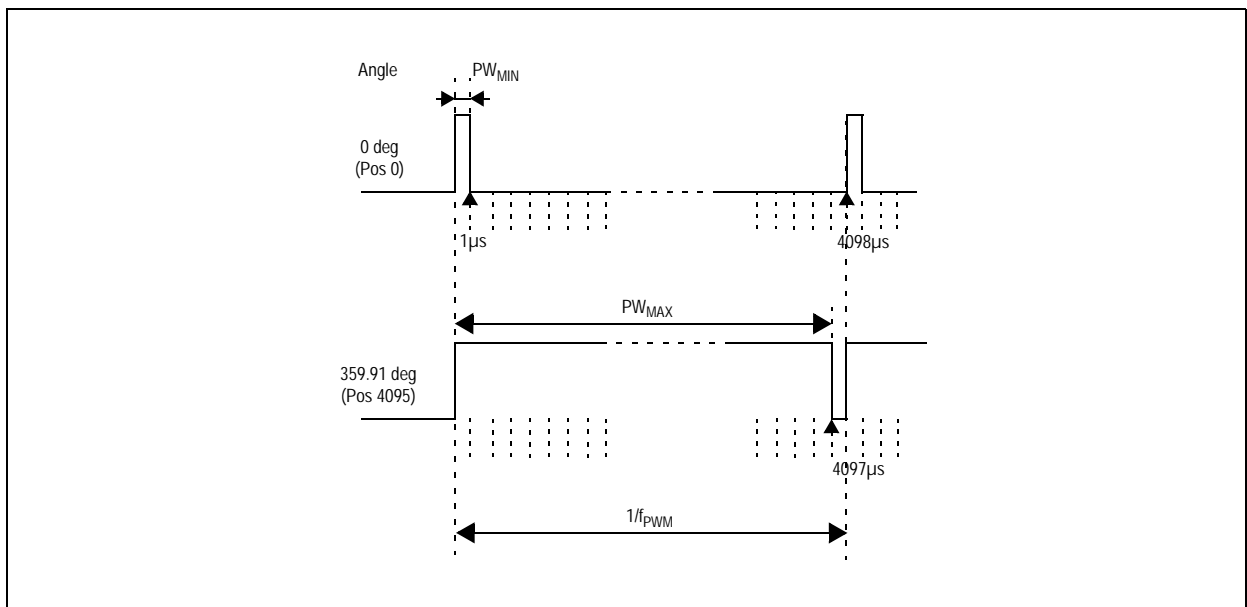 Angle
PWMIN
0 deg
(Pos 0)
1µs
4098µs
PWMAX
359.91 deg
(Pos 4095)
4097µs
1/fPWM